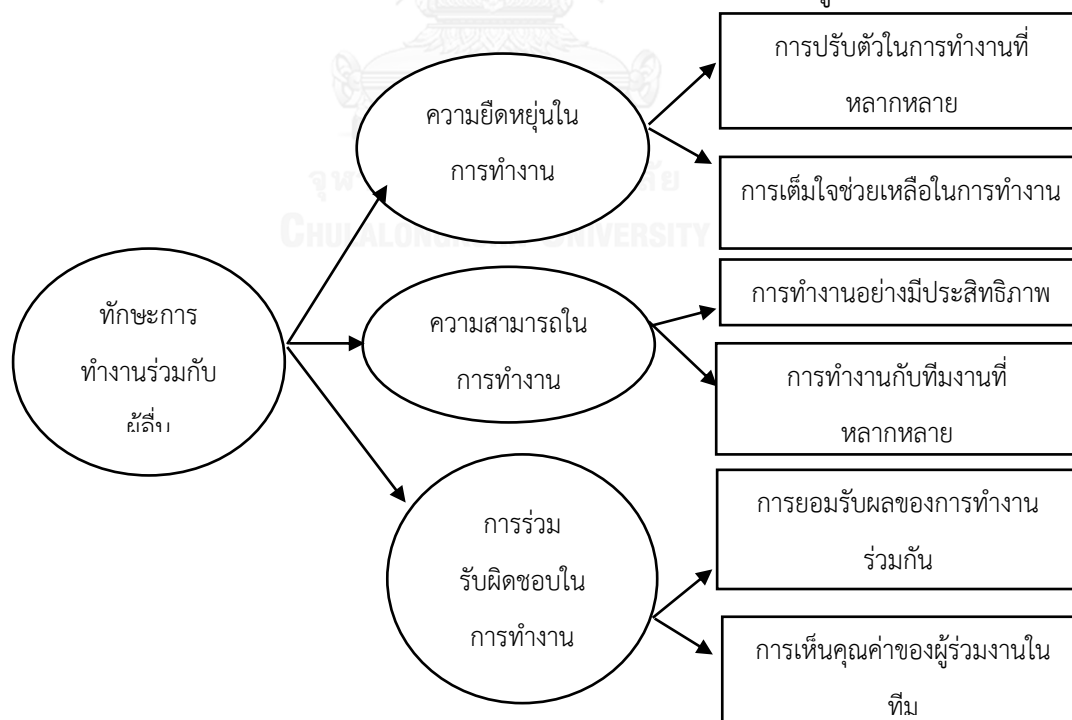 การปรับตัวในการทำงานที่
หลากหลาย
ความยืดหยุ่นใน
การทำงาน
การเต็มใจช่วยเหลือในการทำงาน
CHULALONGKORN UNIVERSITY
ทักษะการ
ทำงานร่วมกับ
ผู้อื่น
ความสามารถใน
การทำงาน
การทำงานอย่างมีประสิทธิภาพ
การทำงานกับทีมงานที่
หลากหลาย
การร่วม
รับผิดชอบใน
การทำงาน
การยอมรับผลของการทำงาน
ร่วมกัน
การเห็นคุณค่าของผู้ร่วมงานใน
ทีม